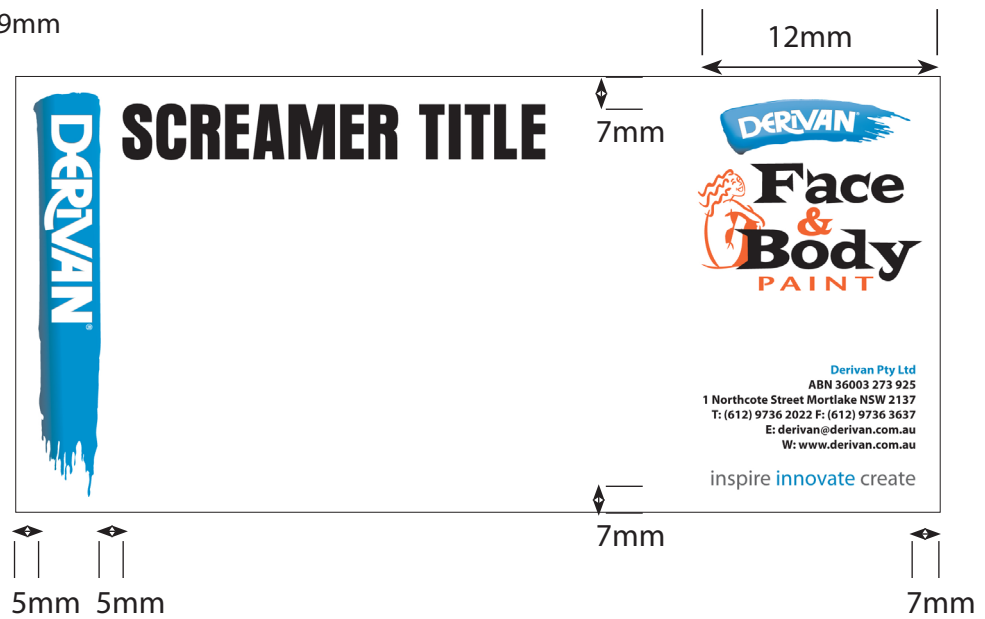 9mm
12mm
DERIVAN®
SCREAMER TITLE
7mm
DERIVAN
Face
&
Body
PAINT
Derivan Pty Ltd
ABN 36003 273 925
1 Northcote Street Mortlake NSW 2137
T: (612) 9736 2022 F: (612) 9736 3637
E: derivan@derivan.com.au
W: www.derivan.com.au
inspire innovate create
7mm
5mm 5mm
7mm